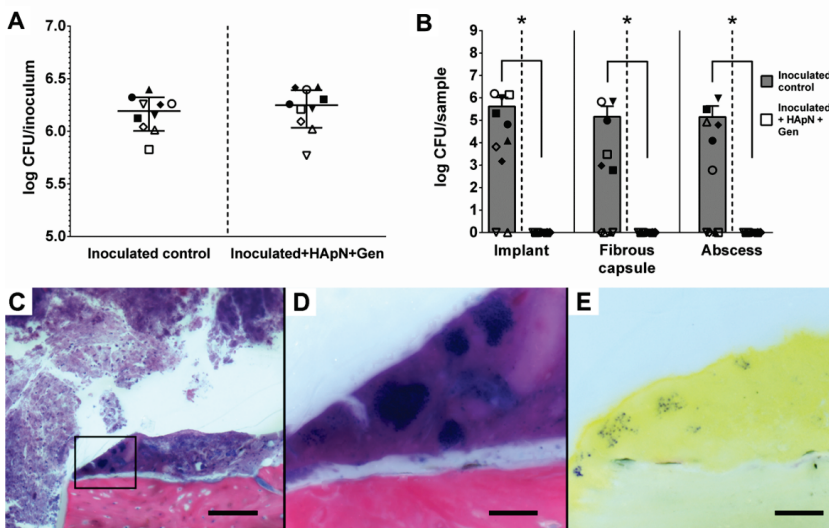 A
log CFU/inoculum
7.0
6.5
6.0
5.5
5.0
Inoculated control
Inoculated+HApN+Gen
B
log CFU/sample
9
8
7
6
5
4
3
2
1
0
*
*
*
Implant
Fibrous
capsule
Abscess
Inoculated
control
Inoculated
+ HApN +
Gen
C
D
E